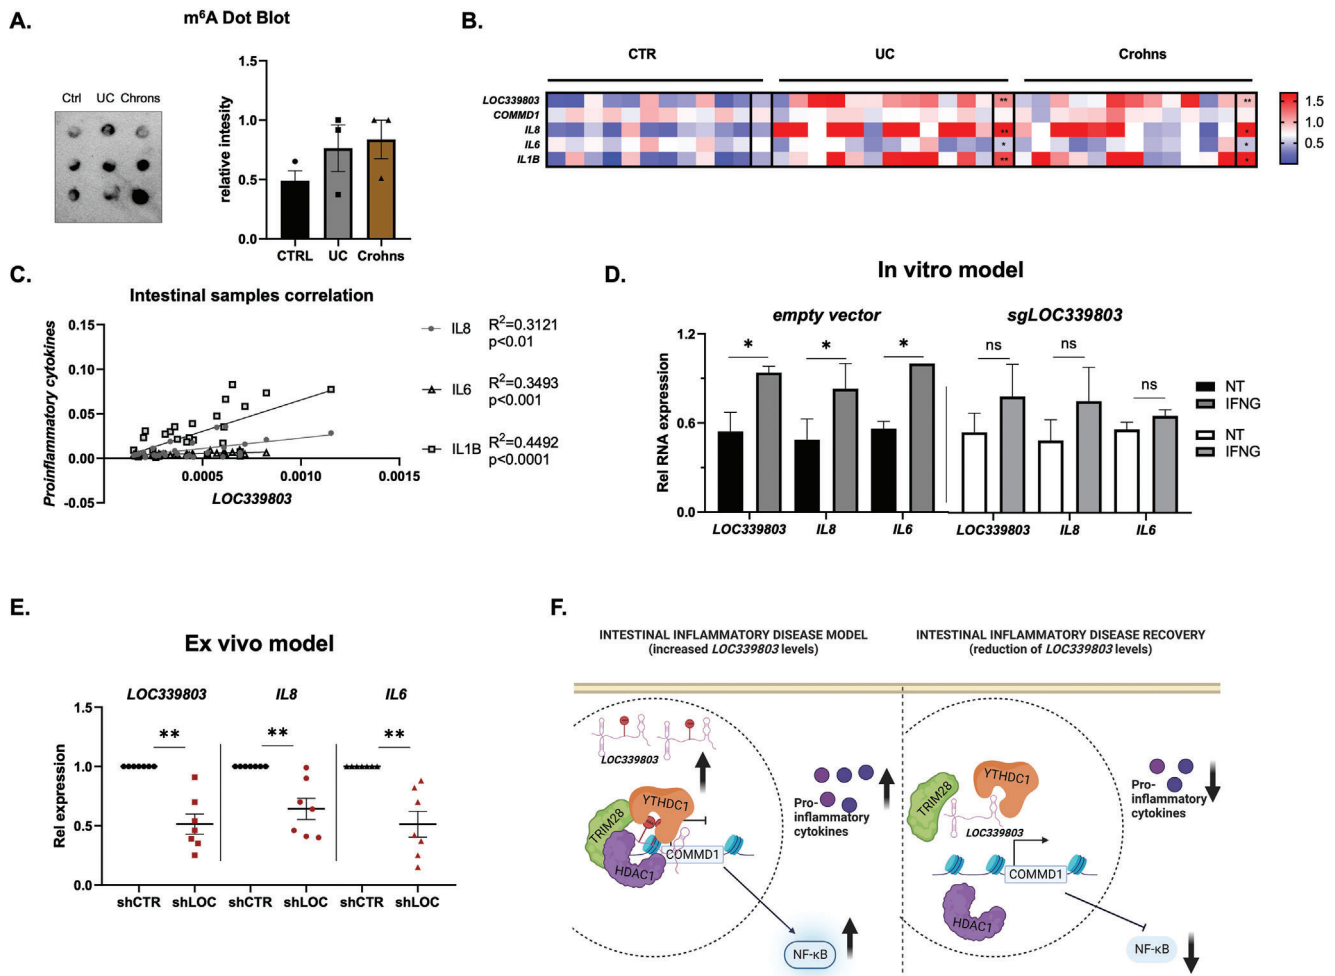 A.
m⁶A Dot Blot
Ctrl UC Chrons
relative intesity
1.5
1.0
0.5
0.0
CTRL UC Crohns
B.
CTR UC Crohns
LOC339803 ** **
COMMD1
IL8 ** *
IL6 * *
IL1B ** *
1.5
1.0
0.5
C.
Intestinal samples correlation
Proinflammatory cytokines
0.15
0.10
0.05
0.00
-0.05
0.0005 0.0010 0.0015
LOC339803
IL8 R²=0.3121
p<0.01
IL6 R²=0.3493
p<0.001
IL1B R²=0.4492
p<0.0001
D.
In vitro model
empty vector sgLOC339803
Rel RNA expression
1.2
0.6
0.0
* * * ns ns ns
LOC339803 IL8 IL6 LOC339803 IL8 IL6
NT
IFNG
NT
IFNG
E.
Ex vivo model
LOC339803 IL8 IL6
Rel expression
1.5
1.0
0.5
0.0
** ** **
shCTR shLOC shCTR shLOC shCTR shLOC
F.
INTESTINAL INFLAMMATORY DISEASE MODEL
(increased LOC339803 levels)
LOC339803
YTHDC1
TRIM28
HDAC1
COMMD1
Pro-
inflammatory
cytokines
NF-κB
INTESTINAL INFLAMMATORY DISEASE RECOVERY
(reduction of LOC339803 levels)
YTHDC1
TRIM28
LOC339803
COMMD1
HDAC1
Pro-
inflammatory
cytokines
NF-κB